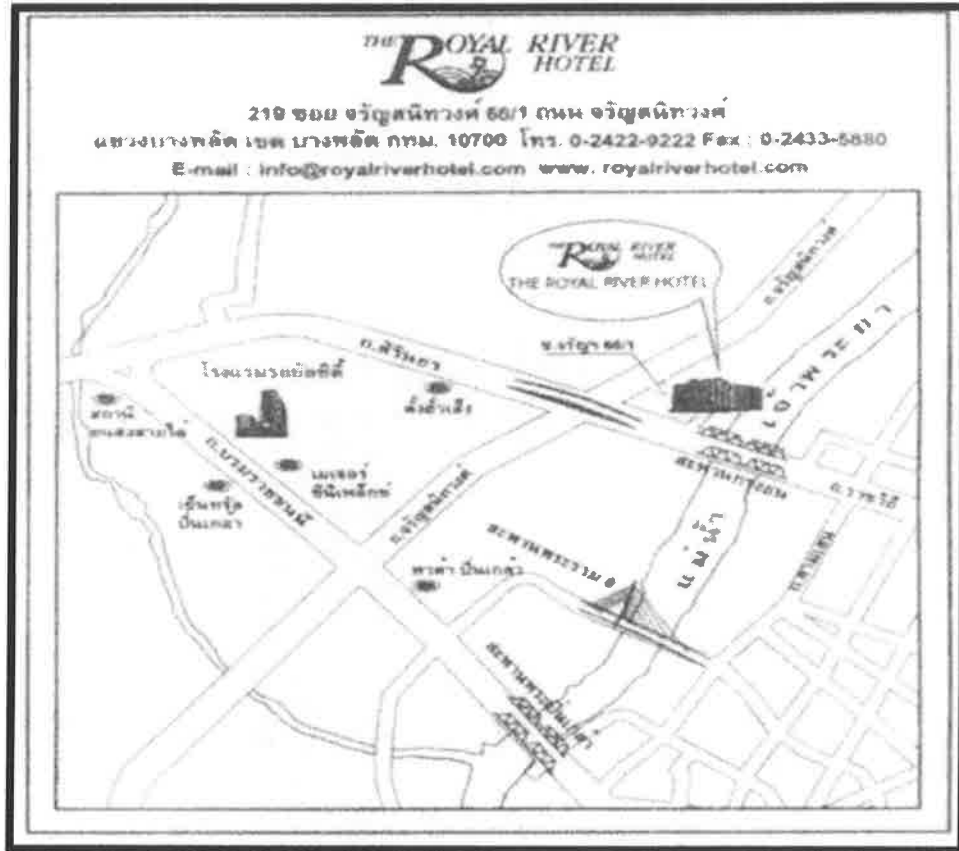 THE ROYAL RIVER HOTEL
219 ซอย จรัญสนิทวงศ์ 66/1 ถนน จรัญสนิทวงศ์
แขวงบางพลัด เขต บางพลัด กทม. 10700 โทร. 0-2422-9222 Fax : 0-2433-5880
E-mail : info@royalriverhotel.com www. royalriverhotel.com
THE ROYAL RIVER HOTEL
THE ROYAL RIVER HOTEL
ถ.จรัญสนิทวงศ์
ซ.จรัญฯ 66/1
ถ.สิรินธร
โรงแรมรอยัลซิตี้
ตั้งฮั่วเส็ง
สถานี
ขนส่งสายใต้
ถ.บรมราชชนนี
เมเจอร์
ซีนีเพล็กซ์
เซ็นทรัล
ปิ่นเกล้า
ถ.จรัญสนิทวงศ์
พาต้า ปิ่นเกล้า
สะพานพระราม 8
สะพานกรุงธน
ถ.ราชวิถี
แม่น้ำ
เจ้าพระยา
สะพานพระปิ่นเกล้า